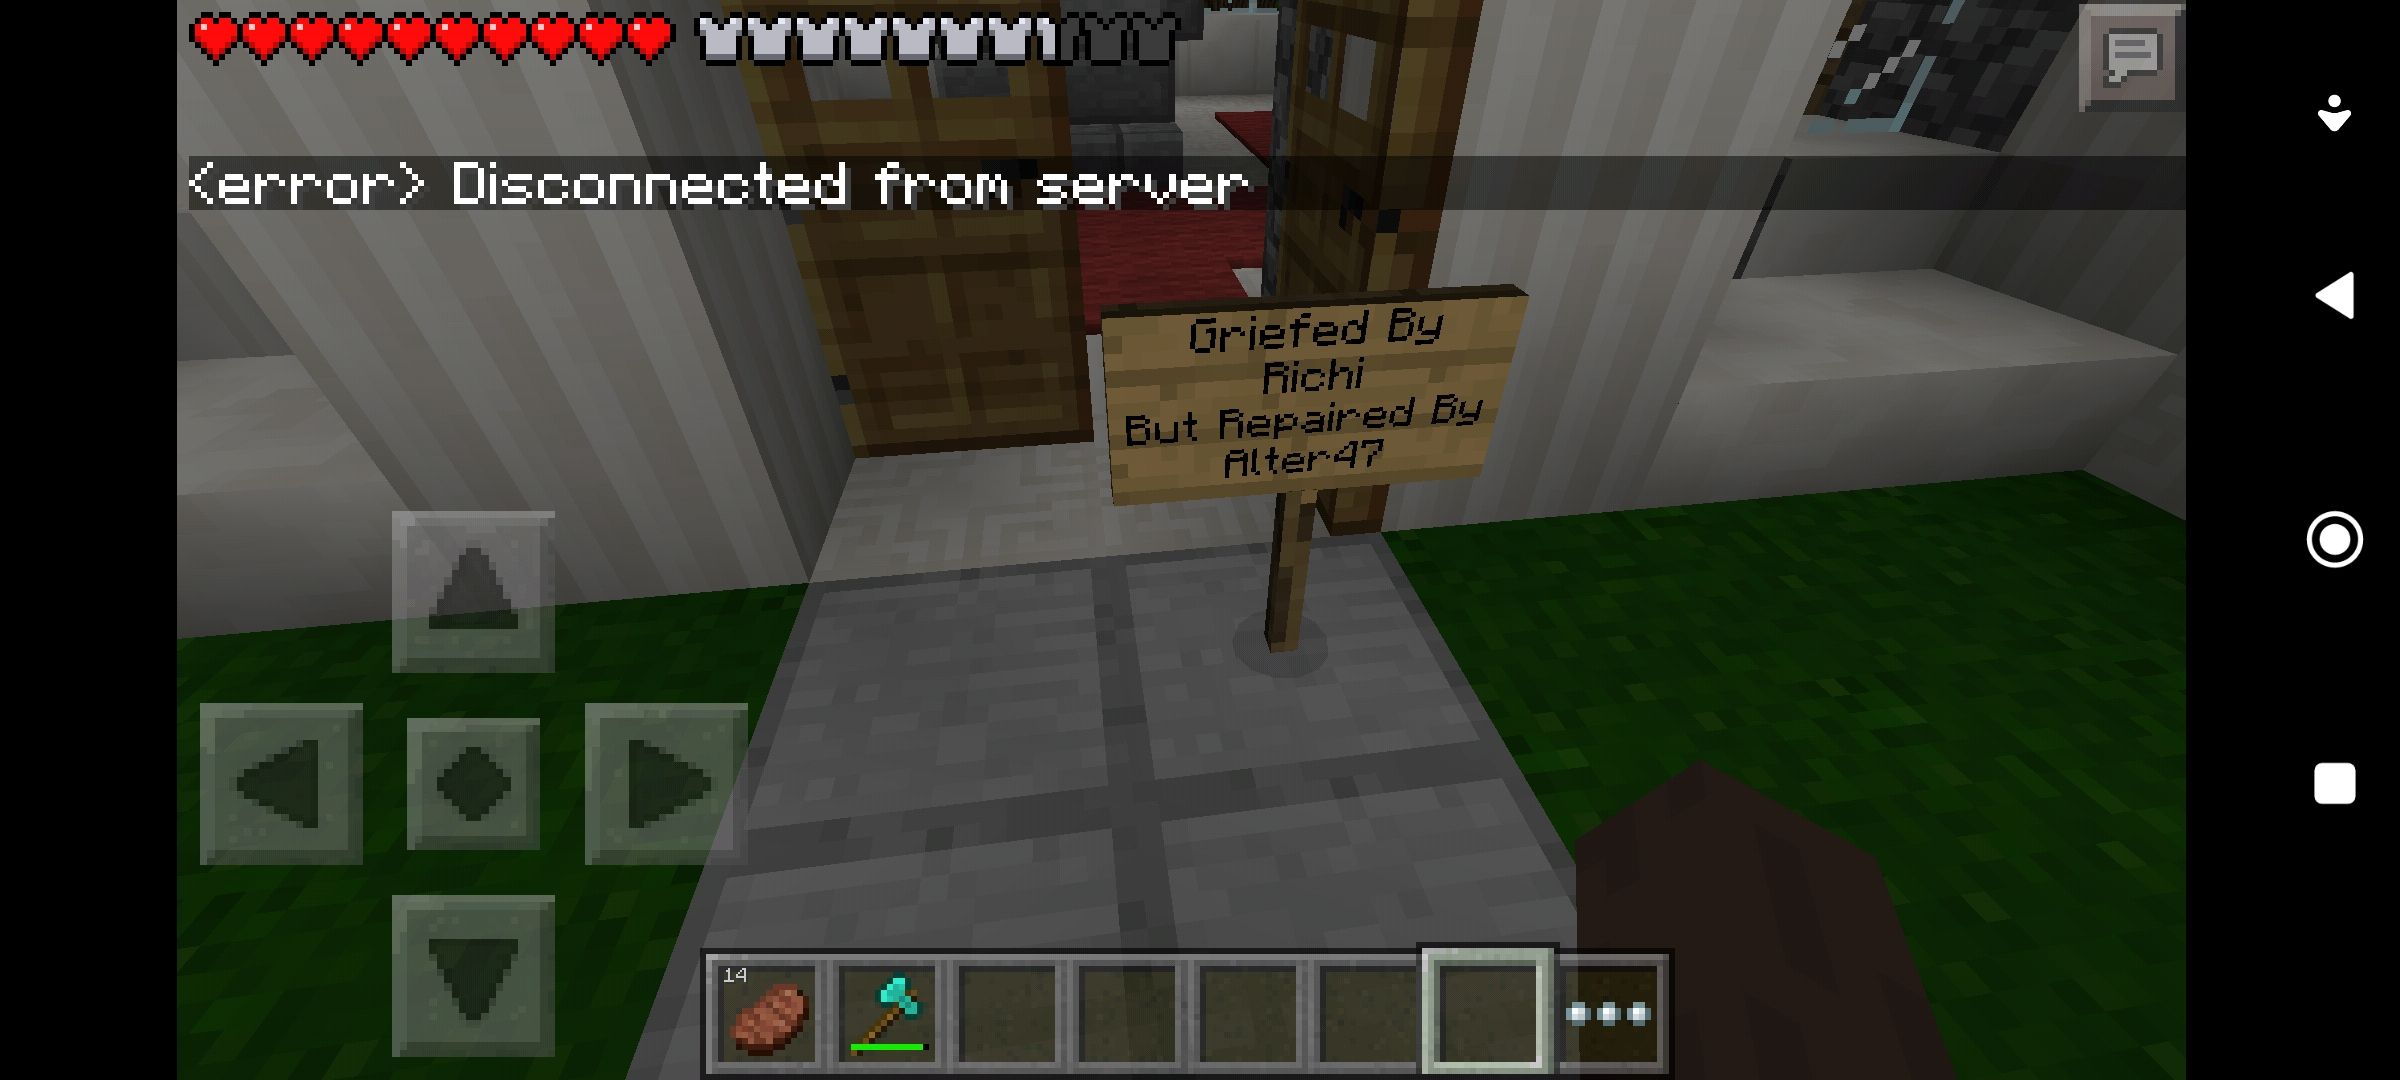 <error> Disconnected from server
Griefed By
Richi
But Repaired By
Alter47
14